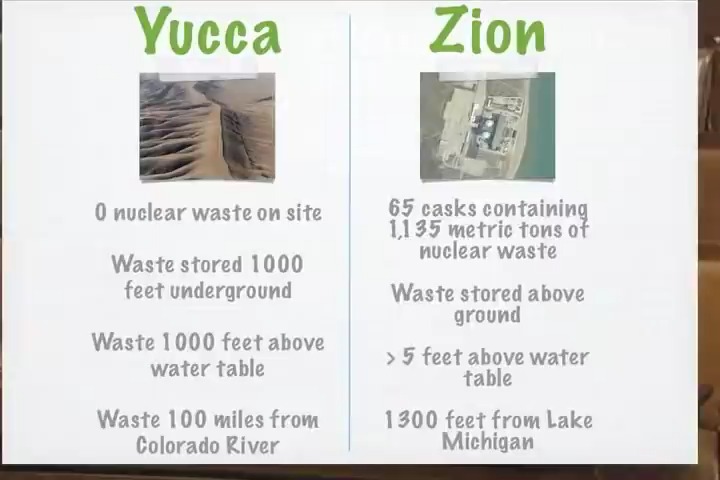 Yucca
0 nuclear waste on site
Waste stored 1000
feet underground
Waste 1000 feet above
water table
Waste 100 miles from
Colorado River
Zion
65 casks containing
1,135 metric tons of
nuclear waste
Waste stored above
ground
> 5 feet above water
table
1300 feet from Lake
Michigan